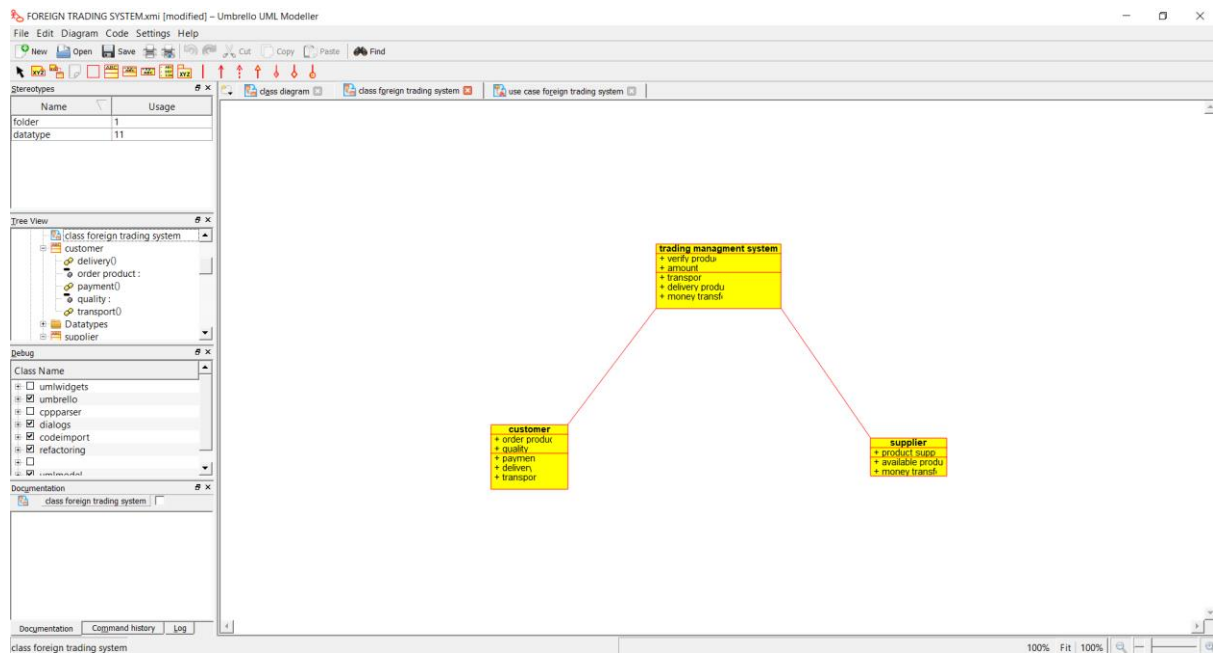 FOREIGN TRADING SYSTEM.xmi [modified] – Umbrello UML Modeller
File Edit Diagram Code Settings Help
New Open Save Cut Copy Paste Find
Stereotypes
Name Usage
folder 1
datatype 11
Tree View
class foreign trading system
customer
delivery()
order product :
payment()
quality :
transport()
Datatypes
supplier
Debug
Class Name
umlwidgets
umbrello
cppparser
dialogs
codeimport
refactoring
umlmodel
Documentation
class foreign trading system
Documentation Command history Log
class foreign trading system
class diagram
class foreign trading system
use case foreign trading system
trading managment system
+ verify produ
+ amount
+ transpor
+ delivery produ
+ money transf
customer
+ order produc
+ quality
+ paymen
+ deliver
+ transpor
supplier
+ product supp
+ available produ
+ money transf
100% Fit 100%